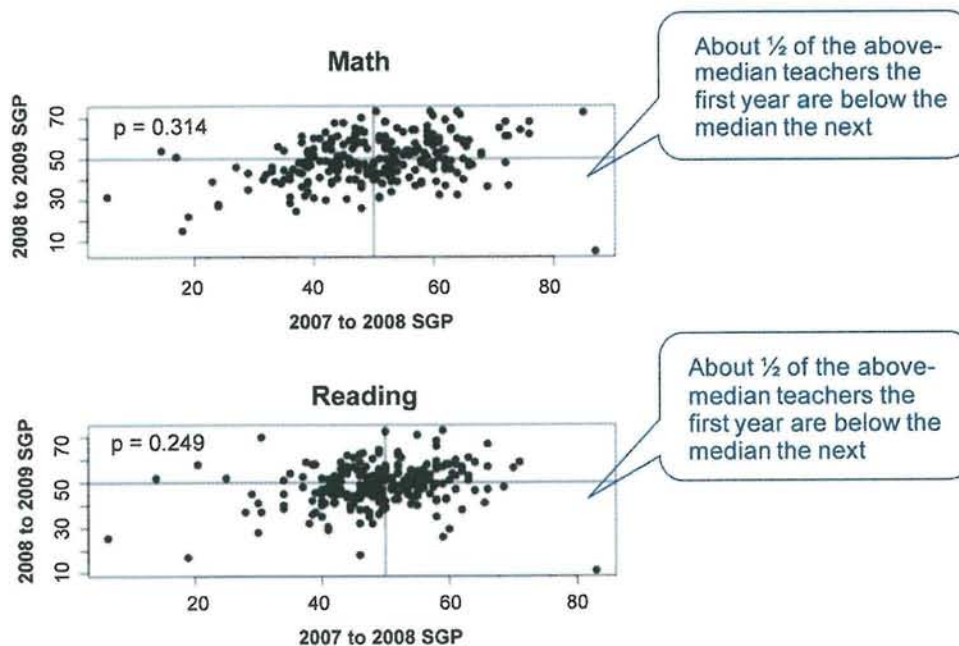 Math
p = 0.314
2008 to 2009 SGP
70
50
30
10
20
40
60
80
2007 to 2008 SGP
About ½ of the above-
median teachers the
first year are below the
median the next
Reading
p = 0.249
2008 to 2009 SGP
70
50
30
10
20
40
60
80
2007 to 2008 SGP
About ½ of the above-
median teachers the
first year are below the
median the next